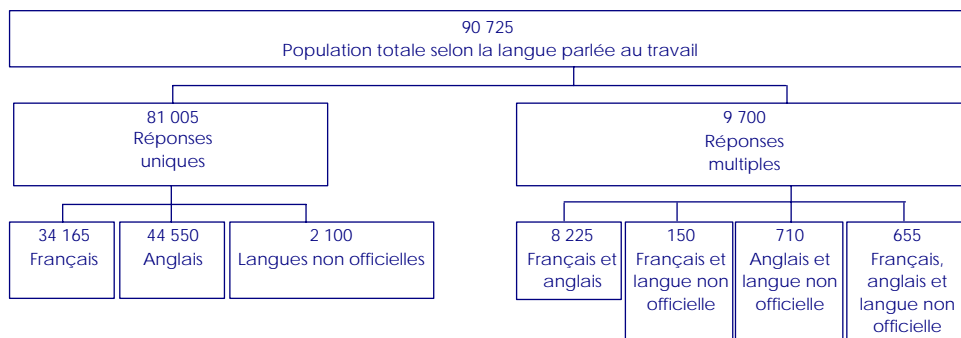 90 725
Population totale selon la langue parlée au travail
81 005
Réponses
uniques
9 700
Réponses
multiples
34 165
Français
44 550
Anglais
2 100
Langues non officielles
8 225
Français et
anglais
150
Français et
langue non
officielle
710
Anglais et
langue non
officielle
655
Français,
anglais et
langue non
officielle